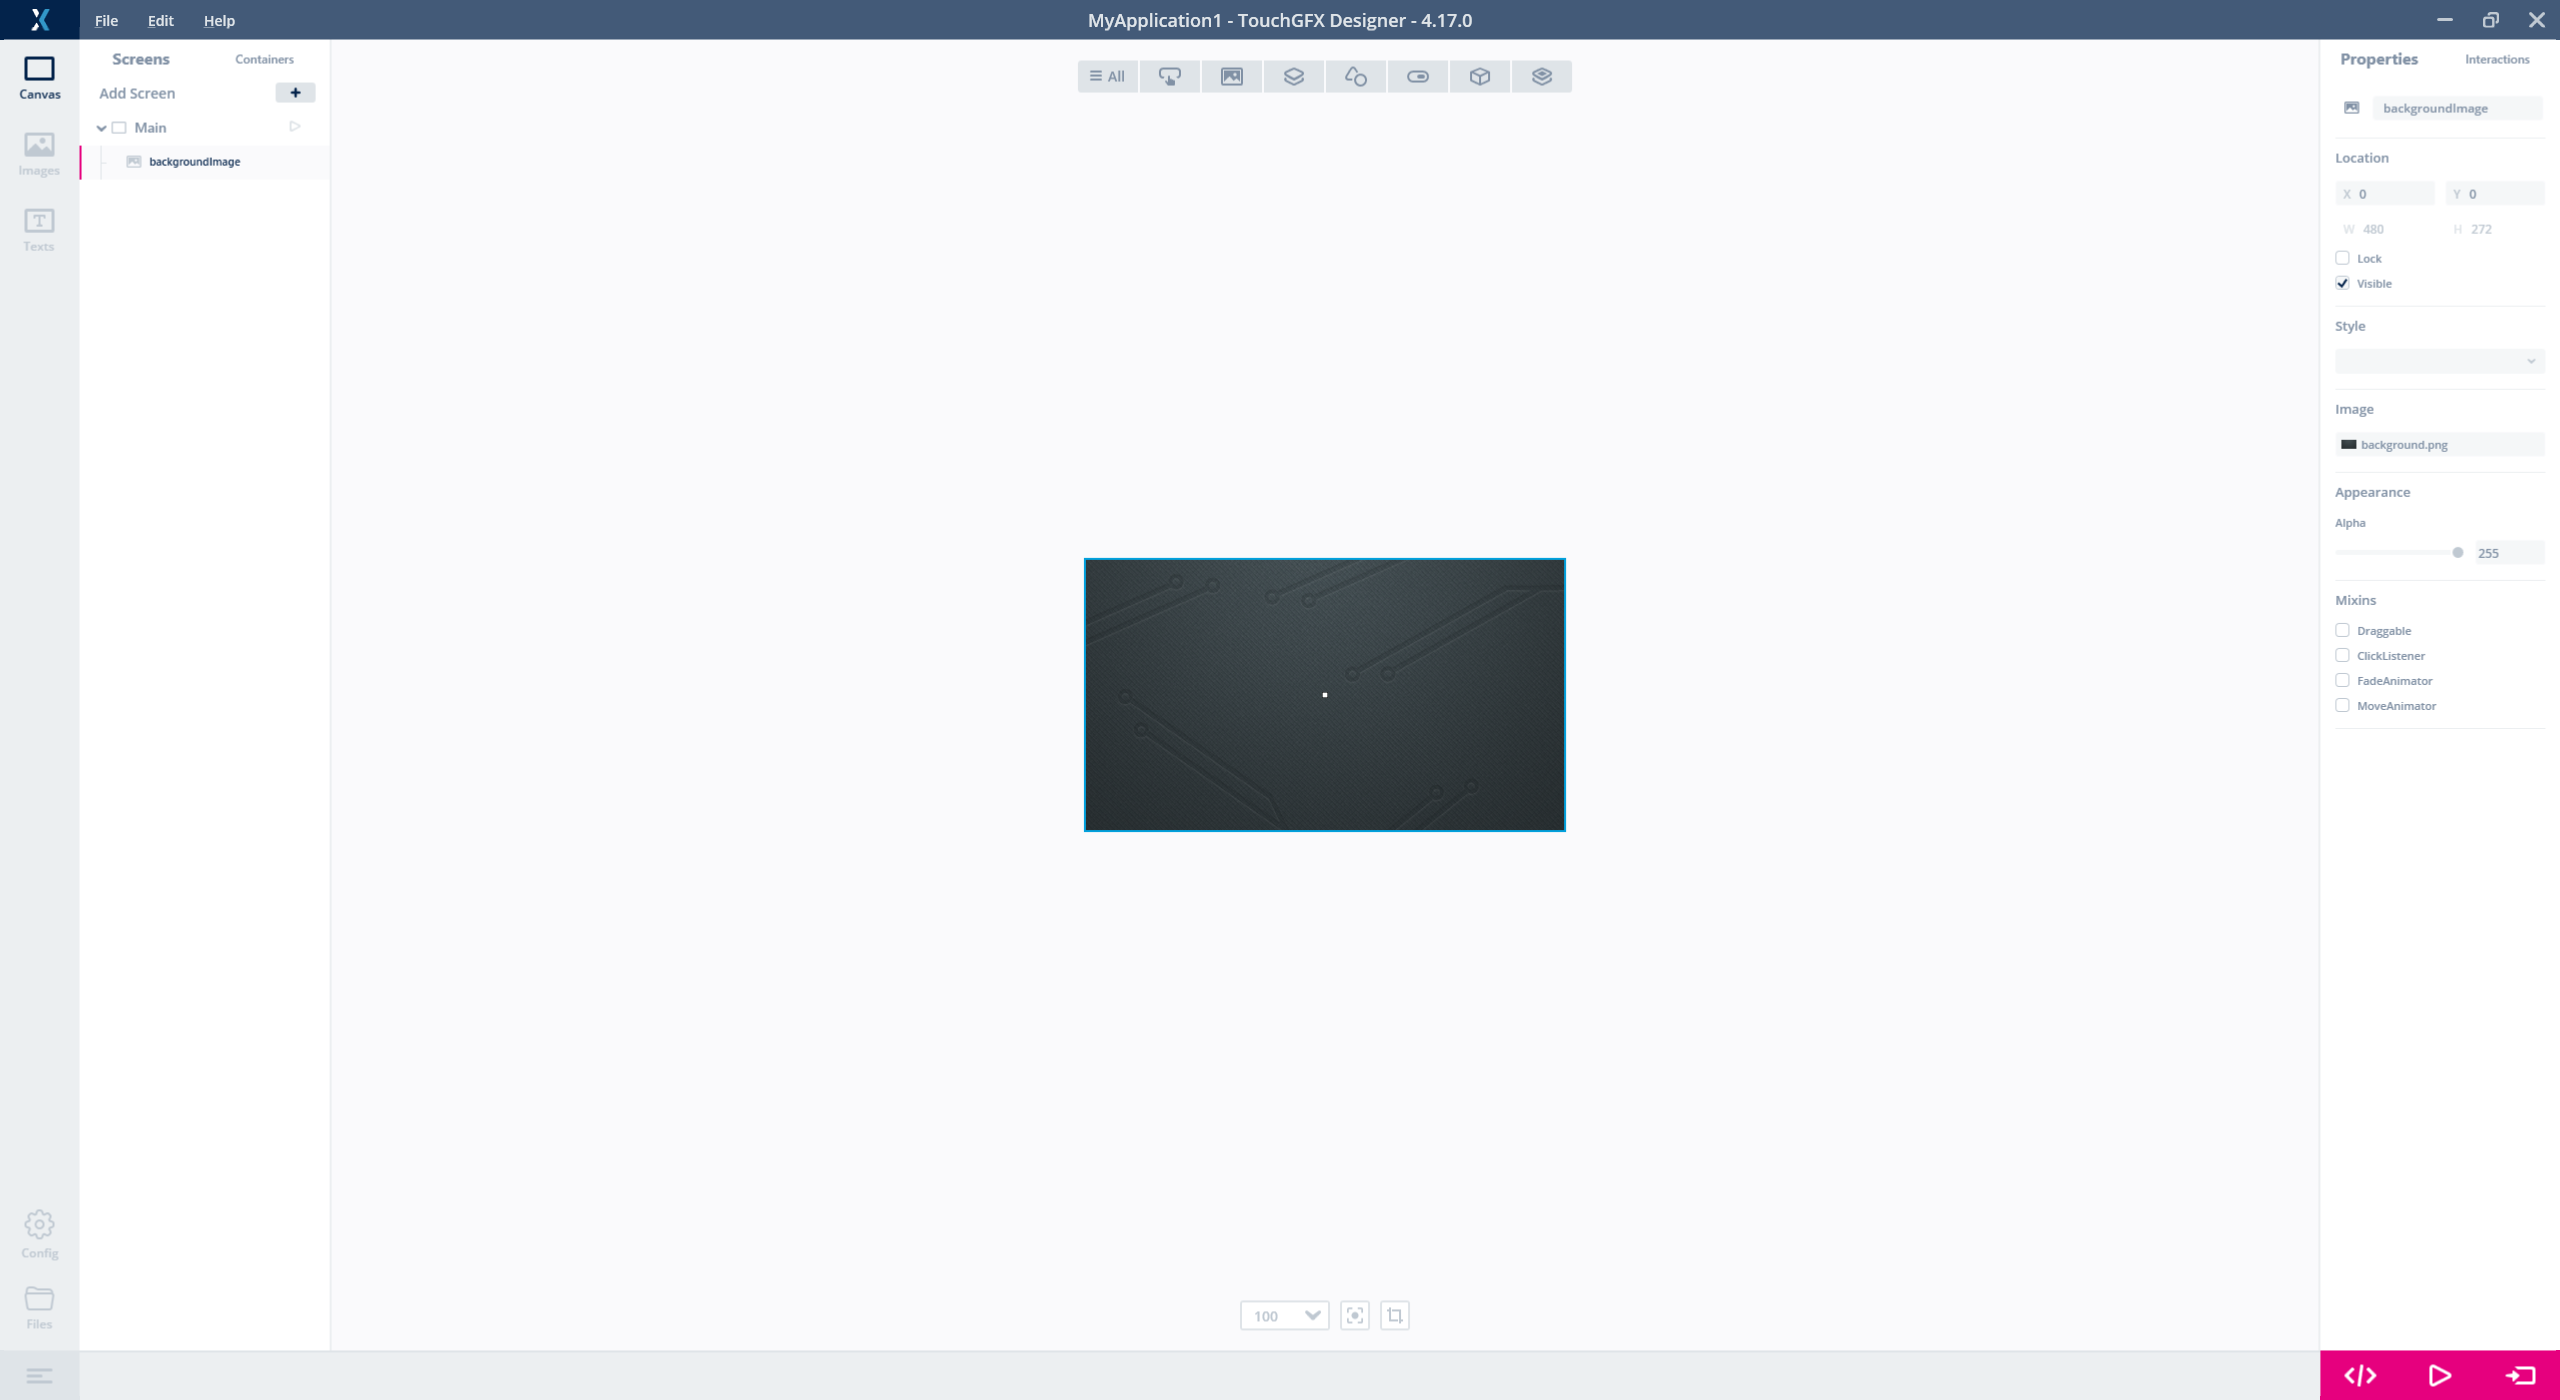 File Edit Help
MyApplication1 - TouchGFX Designer - 4.17.0
Canvas
Images
Texts
Config
Files
Screens Containers
Add Screen +
Main
backgroundImage
All
100
Properties Interactions
backgroundImage
Location
X 0 Y 0
W 480 H 272
Lock
Visible
Style
Image
background.png
Appearance
Alpha
255
Mixins
Draggable
ClickListener
FadeAnimator
MoveAnimator